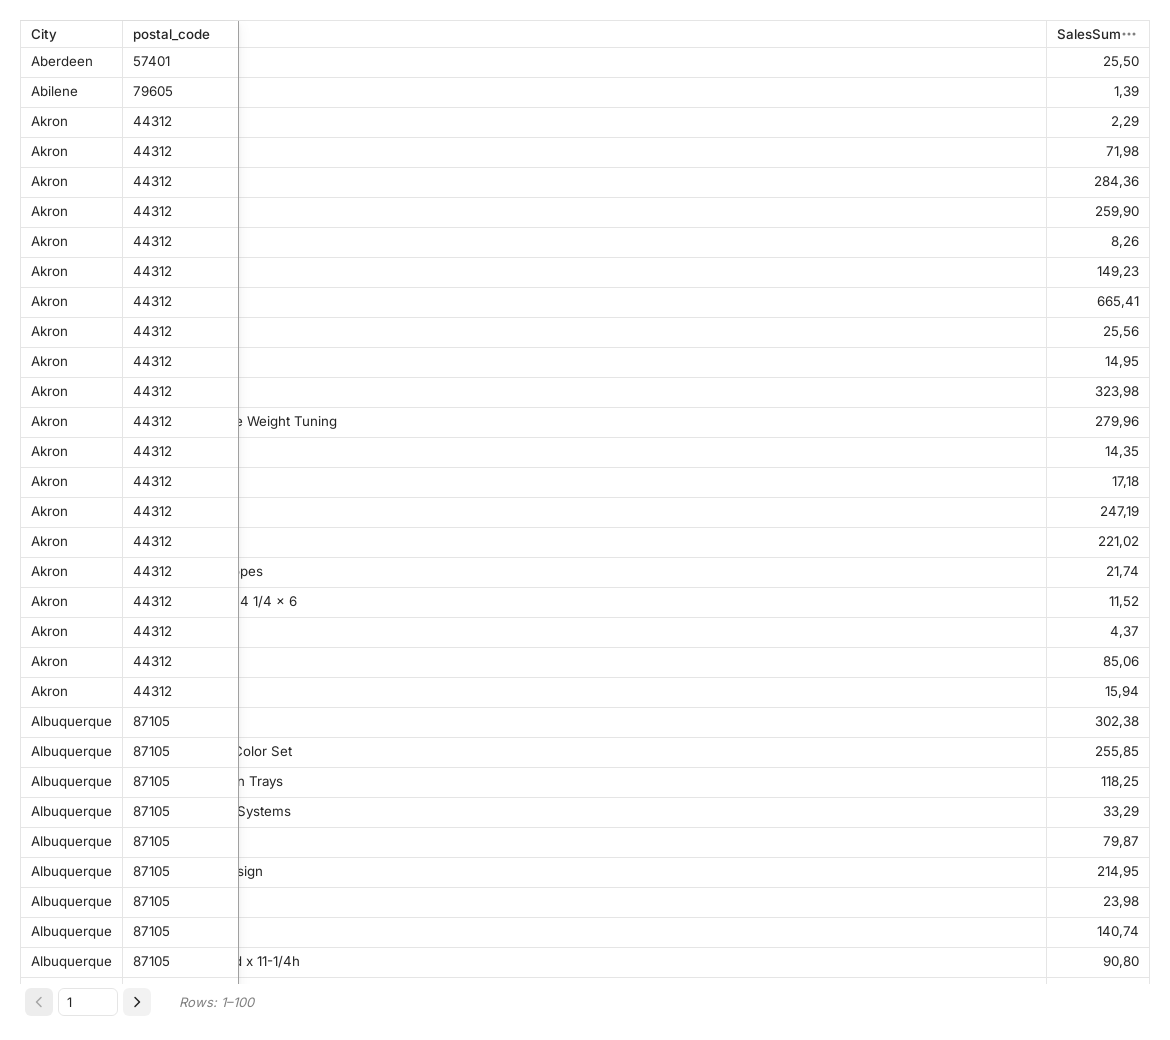 City postal_code SalesSum···
Aberdeen 57401 25,50
Abilene 79605 1,39
Akron 44312 2,29
Akron 44312 71,98
Akron 44312 284,36
Akron 44312 259,90
Akron 44312 8,26
Akron 44312 149,23
Akron 44312 665,41
Akron 44312 25,56
Akron 44312 14,95
Akron 44312 323,98
Akron 44312 e Weight Tuning 279,96
Akron 44312 14,35
Akron 44312 17,18
Akron 44312 247,19
Akron 44312 221,02
Akron 44312 pes 21,74
Akron 44312 4 1/4 × 6 11,52
Akron 44312 4,37
Akron 44312 85,06
Akron 44312 15,94
Albuquerque 87105 302,38
Albuquerque 87105 Color Set 255,85
Albuquerque 87105 n Trays 118,25
Albuquerque 87105 Systems 33,29
Albuquerque 87105 79,87
Albuquerque 87105 sign 214,95
Albuquerque 87105 23,98
Albuquerque 87105 140,74
Albuquerque 87105 d x 11-1/4h 90,80
1 Rows: 1–100